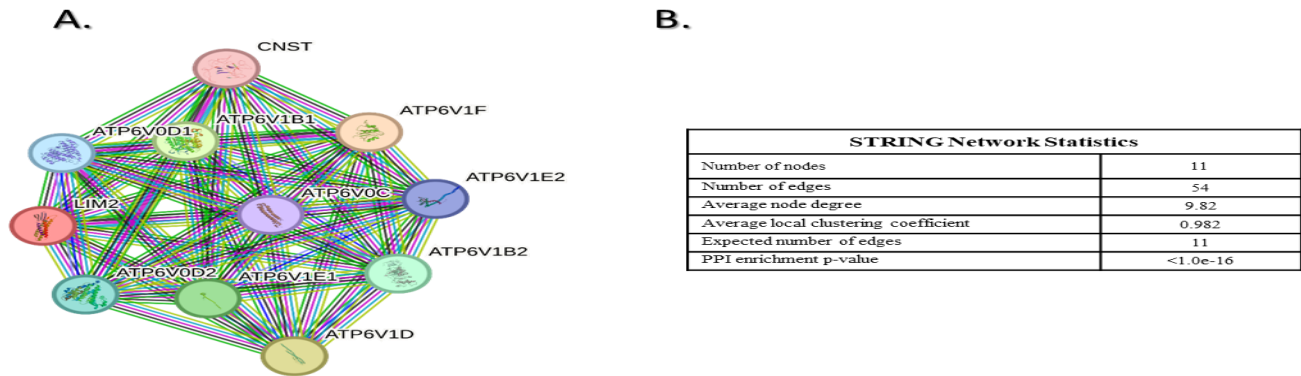 A.
CNST
ATP6V1F
ATP6V1B1
ATP6V0D1
ATP6V1E2
ATP6V0C
LIM2
ATP6V1B2
ATP6V0D2
ATP6V1E1
ATP6V1D
B.
STRING Network Statistics
Number of nodes 11
Number of edges 54
Average node degree 9.82
Average local clustering coefficient 0.982
Expected number of edges 11
PPI enrichment p-value <1.0e-16